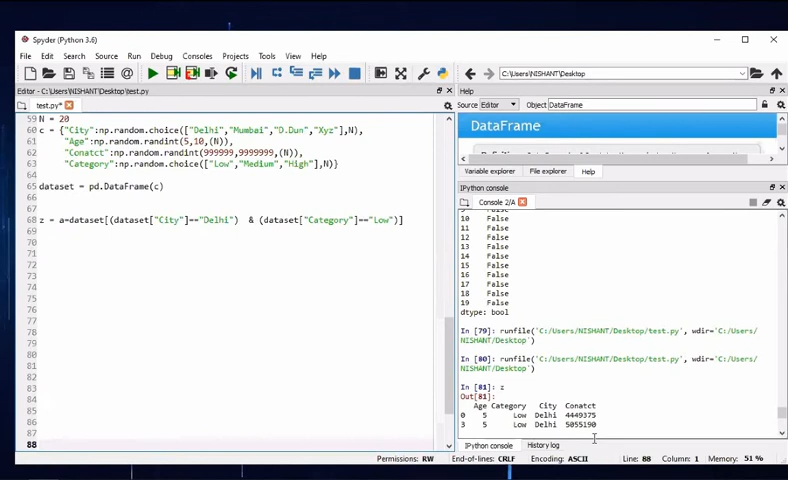 Spyder (Python 3.6)
File Edit Search Source Run Debug Consoles Projects Tools View Help
C:\Users\NISHANT\Desktop
Editor - C:\Users\NISHANT\Desktop\test.py
test.py*
59 N = 20
60 c = {"City":np.random.choice(["Delhi","Mumbai","D.Dun","Xyz"],N),
61 "Age":np.random.randint(5,10,(N)),
62 "Conatct":np.random.randint(999999,9999999,(N)),
63 "Category":np.random.choice(["Low","Medium","High"],N)}
64
65 dataset = pd.DataFrame(c)
66
67
68 z = a=dataset[(dataset["City"]=="Delhi") & (dataset["Category"]=="Low")]
69
70
71
72
73
74
75
76
77
78
79
80
81
82
83
84
85
86
87
88
Help
Source Editor Object DataFrame
DataFrame
Variable explorer File explorer Help
IPython console
Console 2/A
10 False
11 False
12 False
13 False
14 False
15 False
16 False
17 False
18 False
19 False
dtype: bool
In [79]: runfile('C:/Users/NISHANT/Desktop/test.py', wdir='C:/Users/
NISHANT/Desktop')
In [80]: runfile('C:/Users/NISHANT/Desktop/test.py', wdir='C:/Users/
NISHANT/Desktop')
In [81]: z
Out[81]:
Age Category City Conatct
0 5 Low Delhi 4449375
3 5 Low Delhi 5055190
IPython console History log
Permissions: RW End-of-lines: CRLF Encoding: ASCII Line: 88 Column: 1 Memory: 51 %